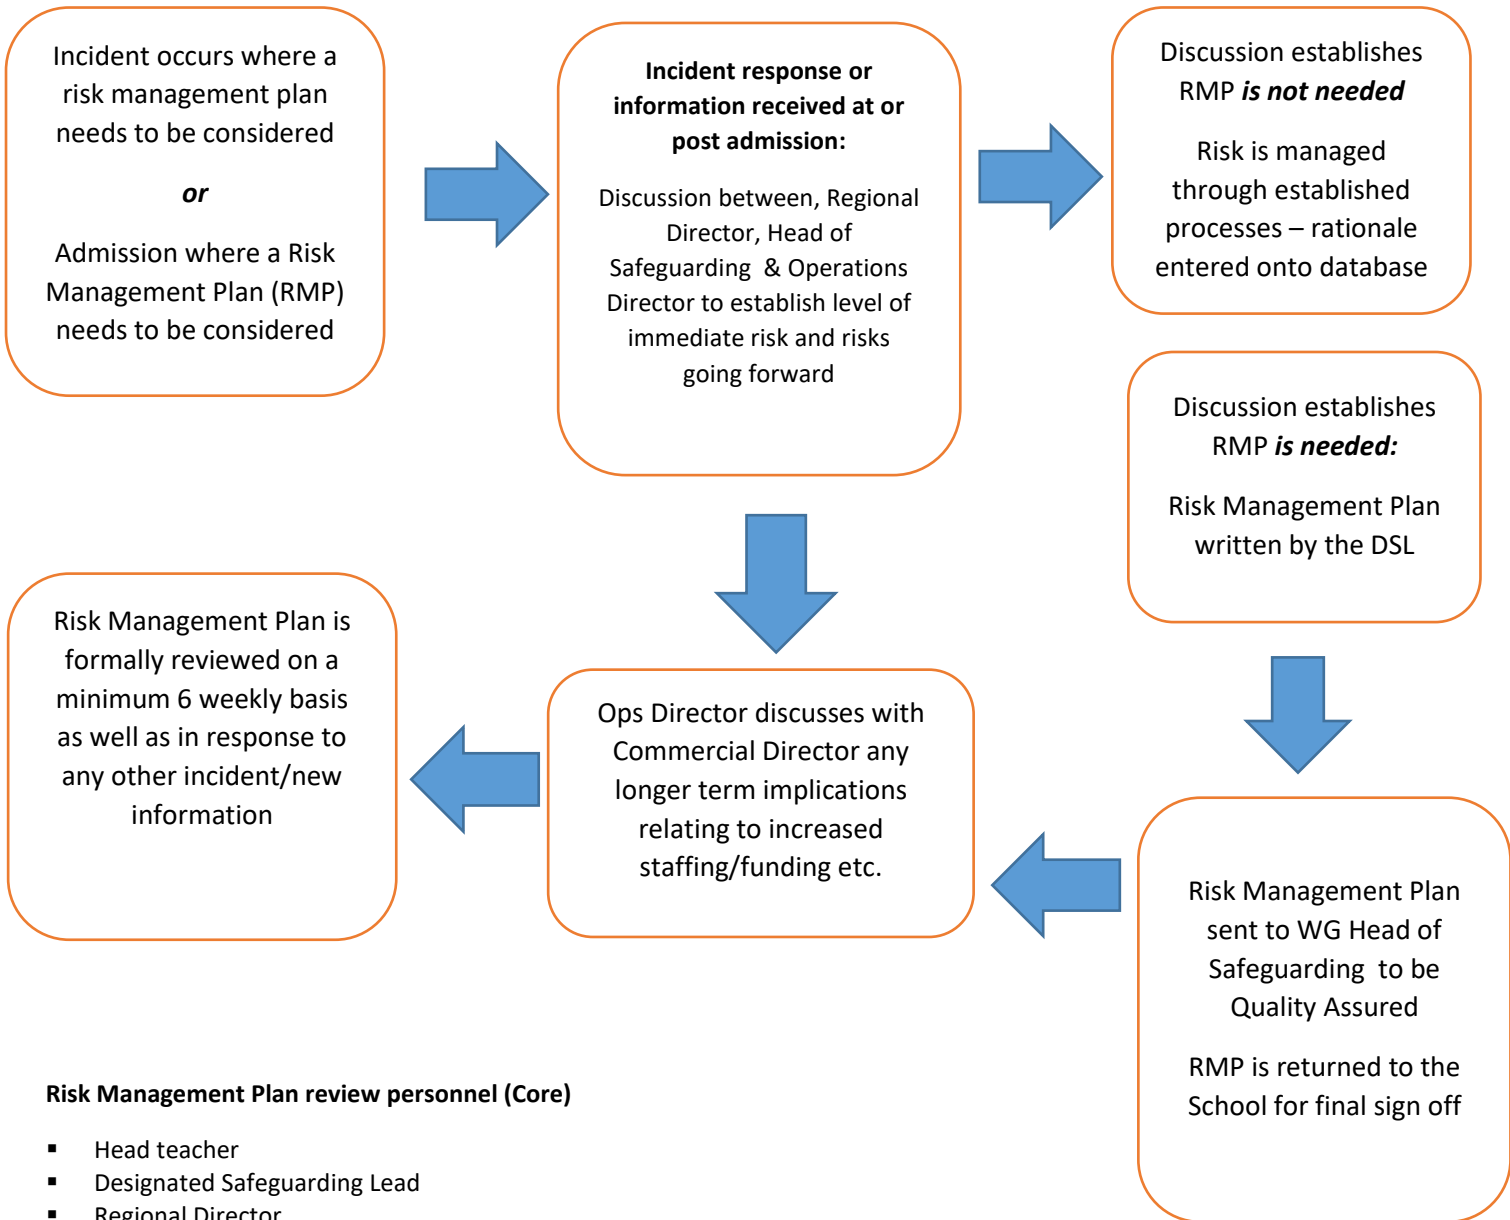 Incident occurs where a
risk management plan
needs to be considered
or
Admission where a Risk
Management Plan (RMP)
needs to be considered
Incident response or
information received at or
post admission:
Discussion between, Regional
Director, Head of
Safeguarding & Operations
Director to establish level of
immediate risk and risks
going forward
Discussion establishes
RMP is not needed
Risk is managed
through established
processes – rationale
entered onto database
Discussion establishes
RMP is needed:
Risk Management Plan
written by the DSL
Risk Management Plan is
formally reviewed on a
minimum 6 weekly basis
as well as in response to
any other incident/new
information
Ops Director discusses with
Commercial Director any
longer term implications
relating to increased
staffing/funding etc.
Risk Management Plan
sent to WG Head of
Safeguarding to be
Quality Assured
RMP is returned to the
School for final sign off
Risk Management Plan review personnel (Core)
▪ Head teacher
▪ Designated Safeguarding Lead
▪ Regional Director